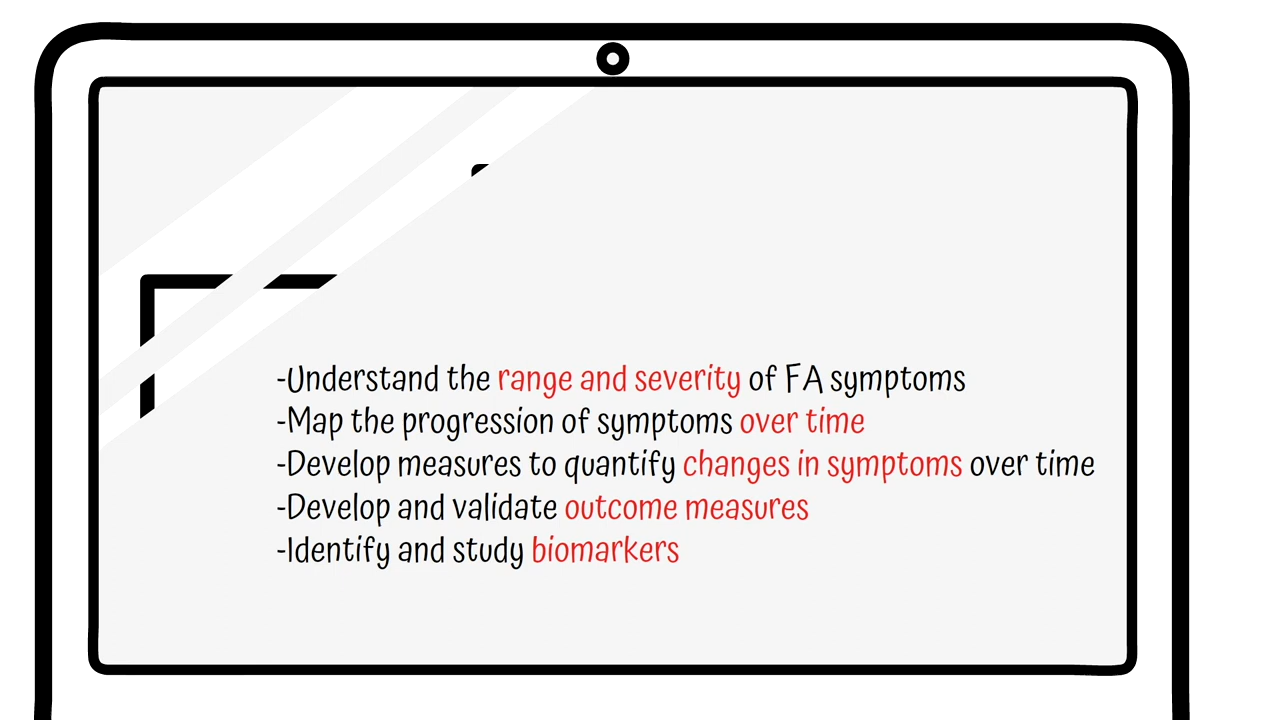 -Understand the range and severity of FA symptoms
-Map the progression of symptoms over time
-Develop measures to quantify changes in symptoms over time
-Develop and validate outcome measures
-Identify and study biomarkers